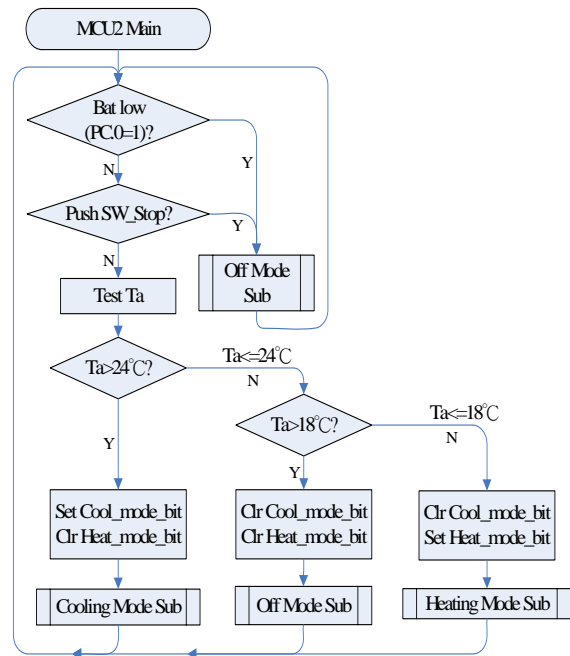 MCU2 Main
Bat low
(PC.0=1)?
Y
N
Push SW_Stop?
Y
N
Off Mode
Sub
Test Ta
Ta>24℃?
Ta<=24℃
N
Ta>18℃?
Ta<=18℃
N
Y
Y
Set Cool_mode_bit
Clr Heat_mode_bit
Clr Cool_mode_bit
Clr Heat_mode_bit
Clr Cool_mode_bit
Set Heat_mode_bit
Cooling Mode Sub
Off Mode Sub
Heating Mode Sub